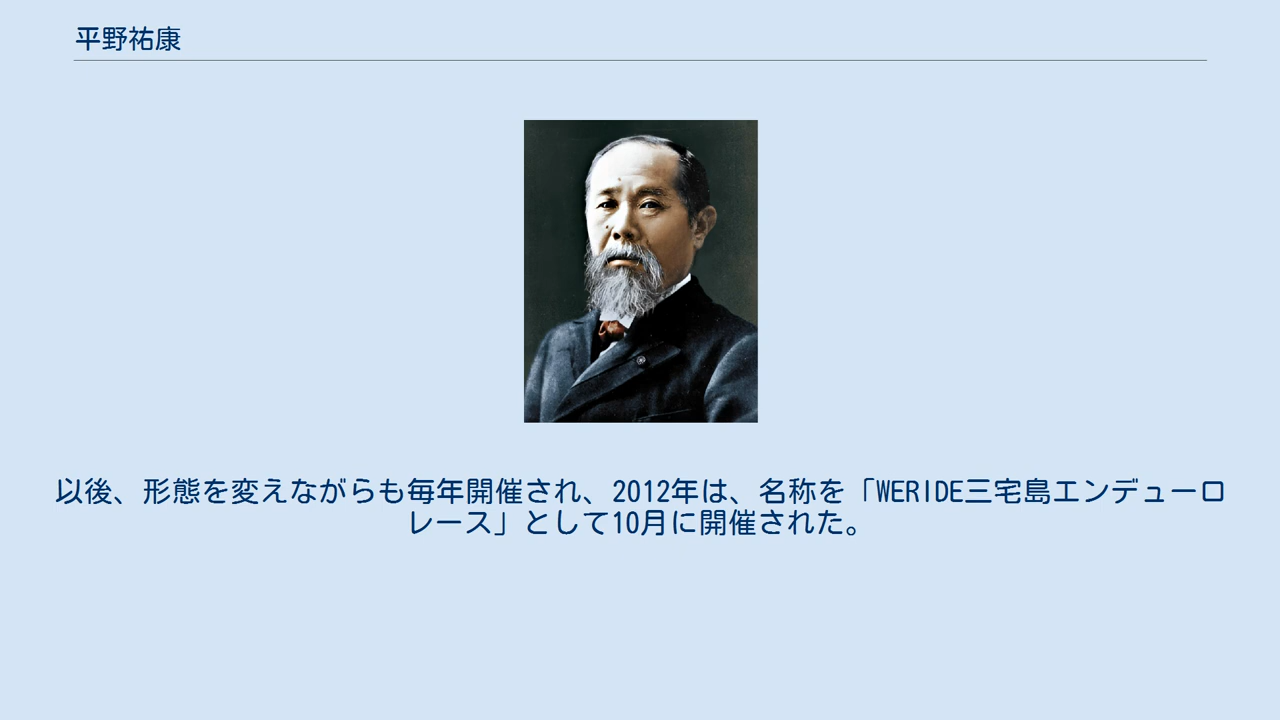 平野祐康
以後、形態を変えながらも毎年開催され、2012年は、名称を「WERIDE三宅島エンデューロ
レース」として10月に開催された。